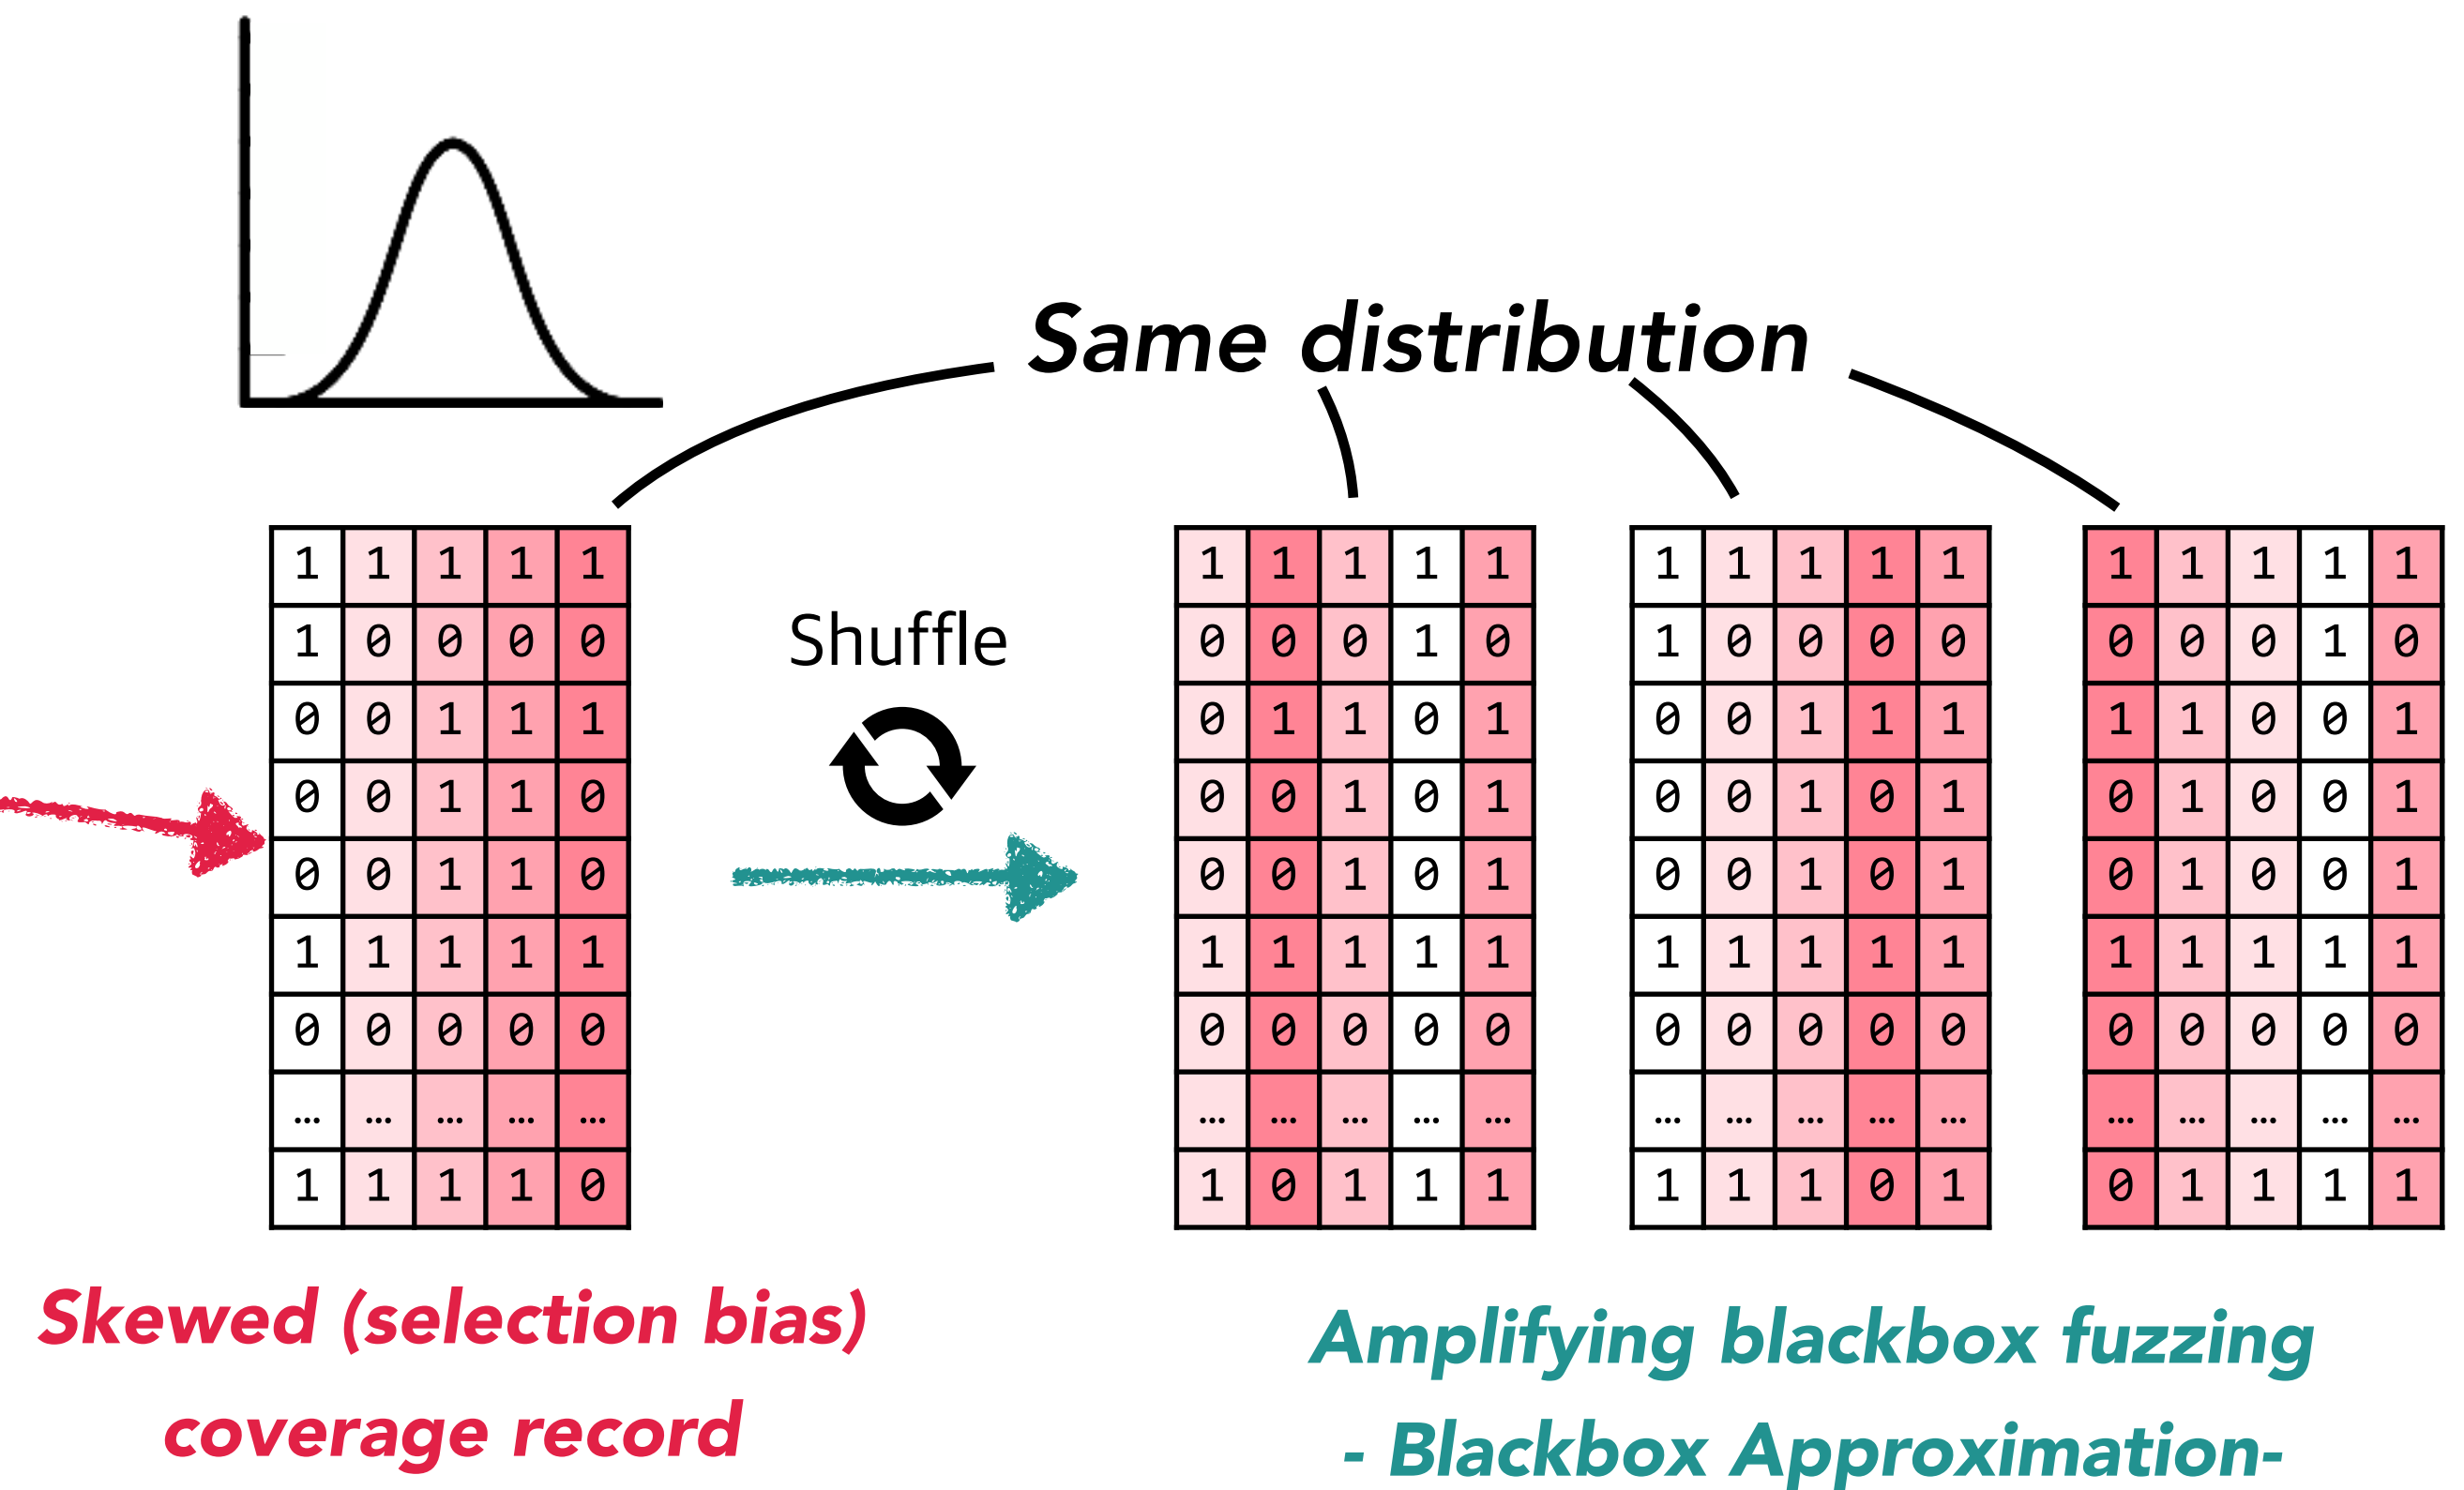 Same distribution
1 1 1 1 1
1 0 0 0 0
0 0 1 1 1
0 0 1 1 0
0 0 1 1 0
1 1 1 1 1
0 0 0 0 0
... ... ... ... ...
1 1 1 1 0
Shuffle
1 1 1 1 1
0 0 0 1 0
0 1 1 0 1
0 0 1 0 1
0 0 1 0 1
1 1 1 1 1
0 0 0 0 0
... ... ... ... ...
1 0 1 1 1
1 1 1 1 1
1 0 0 0 0
0 0 1 1 1
0 0 1 0 1
0 0 1 0 1
1 1 1 1 1
0 0 0 0 0
... ... ... ... ...
1 1 1 0 1
1 1 1 1 1
0 0 0 1 0
1 1 0 0 1
0 1 0 0 1
0 1 0 0 1
1 1 1 1 1
0 0 0 0 0
... ... ... ... ...
0 1 1 1 1
Skewed (selection bias)
coverage record
Amplifying blackbox fuzzing
- Blackbox Approximation-